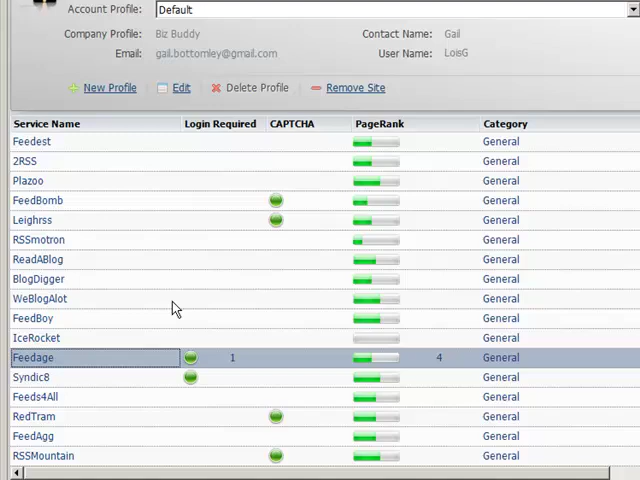 Account Profile: Default
Company Profile: Biz Buddy Contact Name: Gail
Email: gail.bottomley@gmail.com User Name: LoisG
New Profile Edit Delete Profile Remove Site
Service Name Login Required CAPTCHA PageRank Category
Feedest General
2RSS General
Plazoo General
FeedBomb General
Leighrss General
RSSmotron General
ReadABlog General
BlogDigger General
WeBlogAlot General
FeedBoy General
IceRocket General
Feedage 1 4 General
Syndic8 General
Feeds4All General
RedTram General
FeedAgg General
RSSMountain General